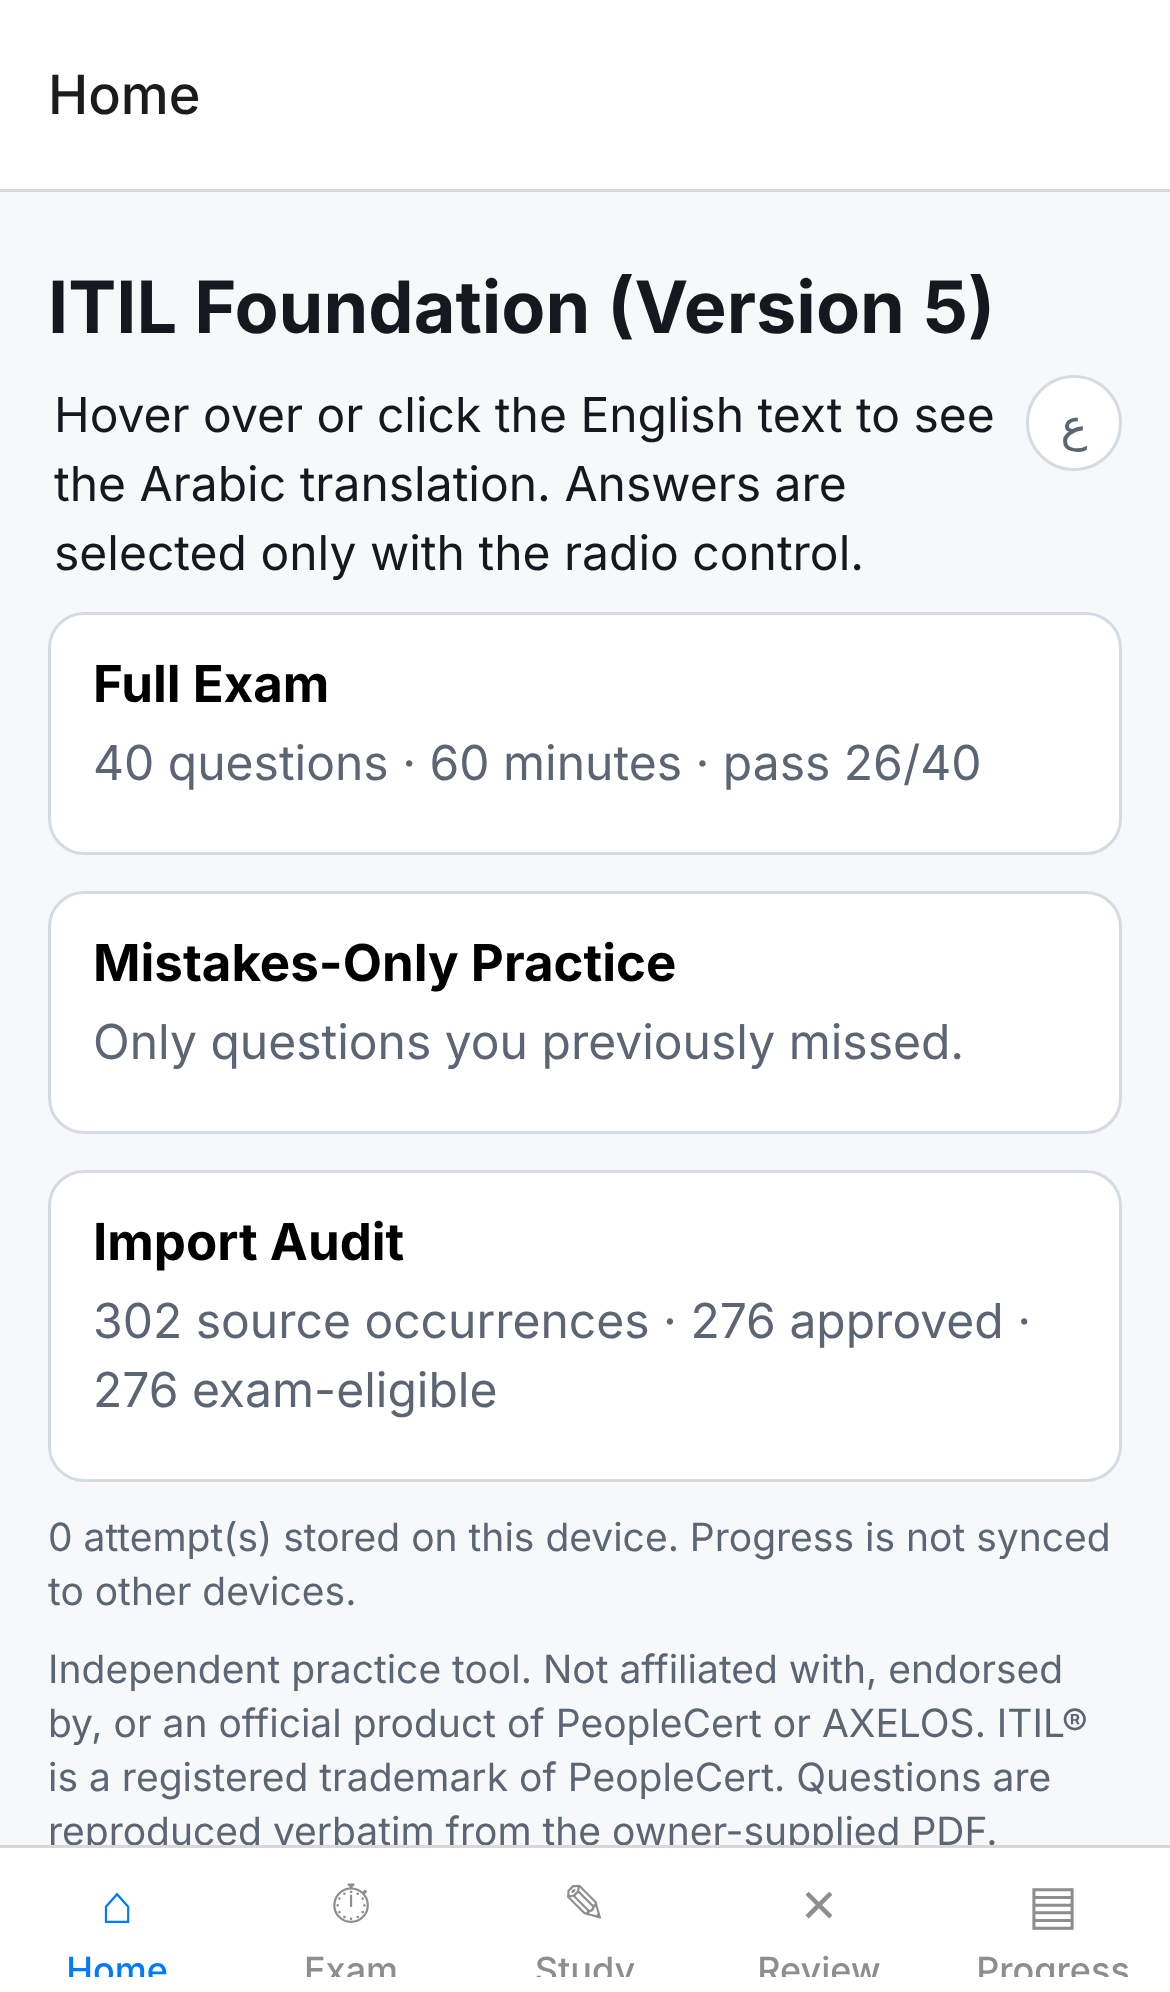 Home
ITIL Foundation (Version 5)
Hover over or click the English text to see
ع
the Arabic translation. Answers are
selected only with the radio control.
Full Exam
40 questions · 60 minutes · pass 26/40
Mistakes-Only Practice
Only questions you previously missed.
Import Audit
302 source occurrences · 276 approved ·
276 exam-eligible
0 attempt(s) stored on this device. Progress is not synced
to other devices.
Independent practice tool. Not affiliated with, endorsed
by, or an official product of PeopleCert or AXELOS. ITIL®
is a registered trademark of PeopleCert. Questions are
reproduced verbatim from the owner-supplied PDF.
Home Exam Study Review Progress